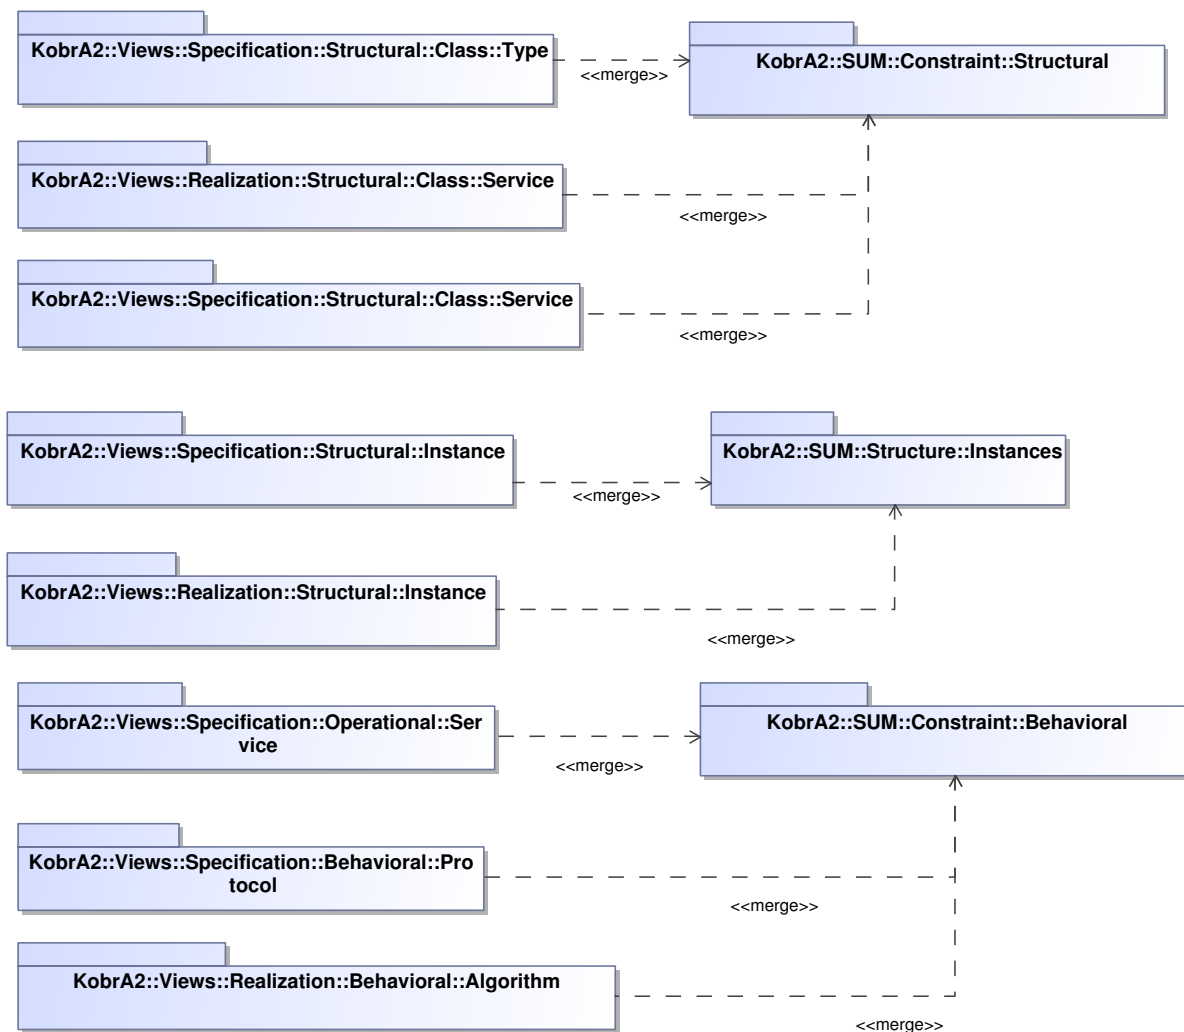 KobrA2::Views::Specification::Structural::Class::Type
KobrA2::SUM::Constraint::Structural
<<merge>>
KobrA2::Views::Realization::Structural::Class::Service
<<merge>>
KobrA2::Views::Specification::Structural::Class::Service
<<merge>>
KobrA2::Views::Specification::Structural::Instance
KobrA2::SUM::Structure::Instances
<<merge>>
KobrA2::Views::Realization::Structural::Instance
<<merge>>
KobrA2::Views::Specification::Operational::Ser
vice
KobrA2::SUM::Constraint::Behavioral
<<merge>>
KobrA2::Views::Specification::Behavioral::Pro
tocol
<<merge>>
KobrA2::Views::Realization::Behavioral::Algorithm
<<merge>>